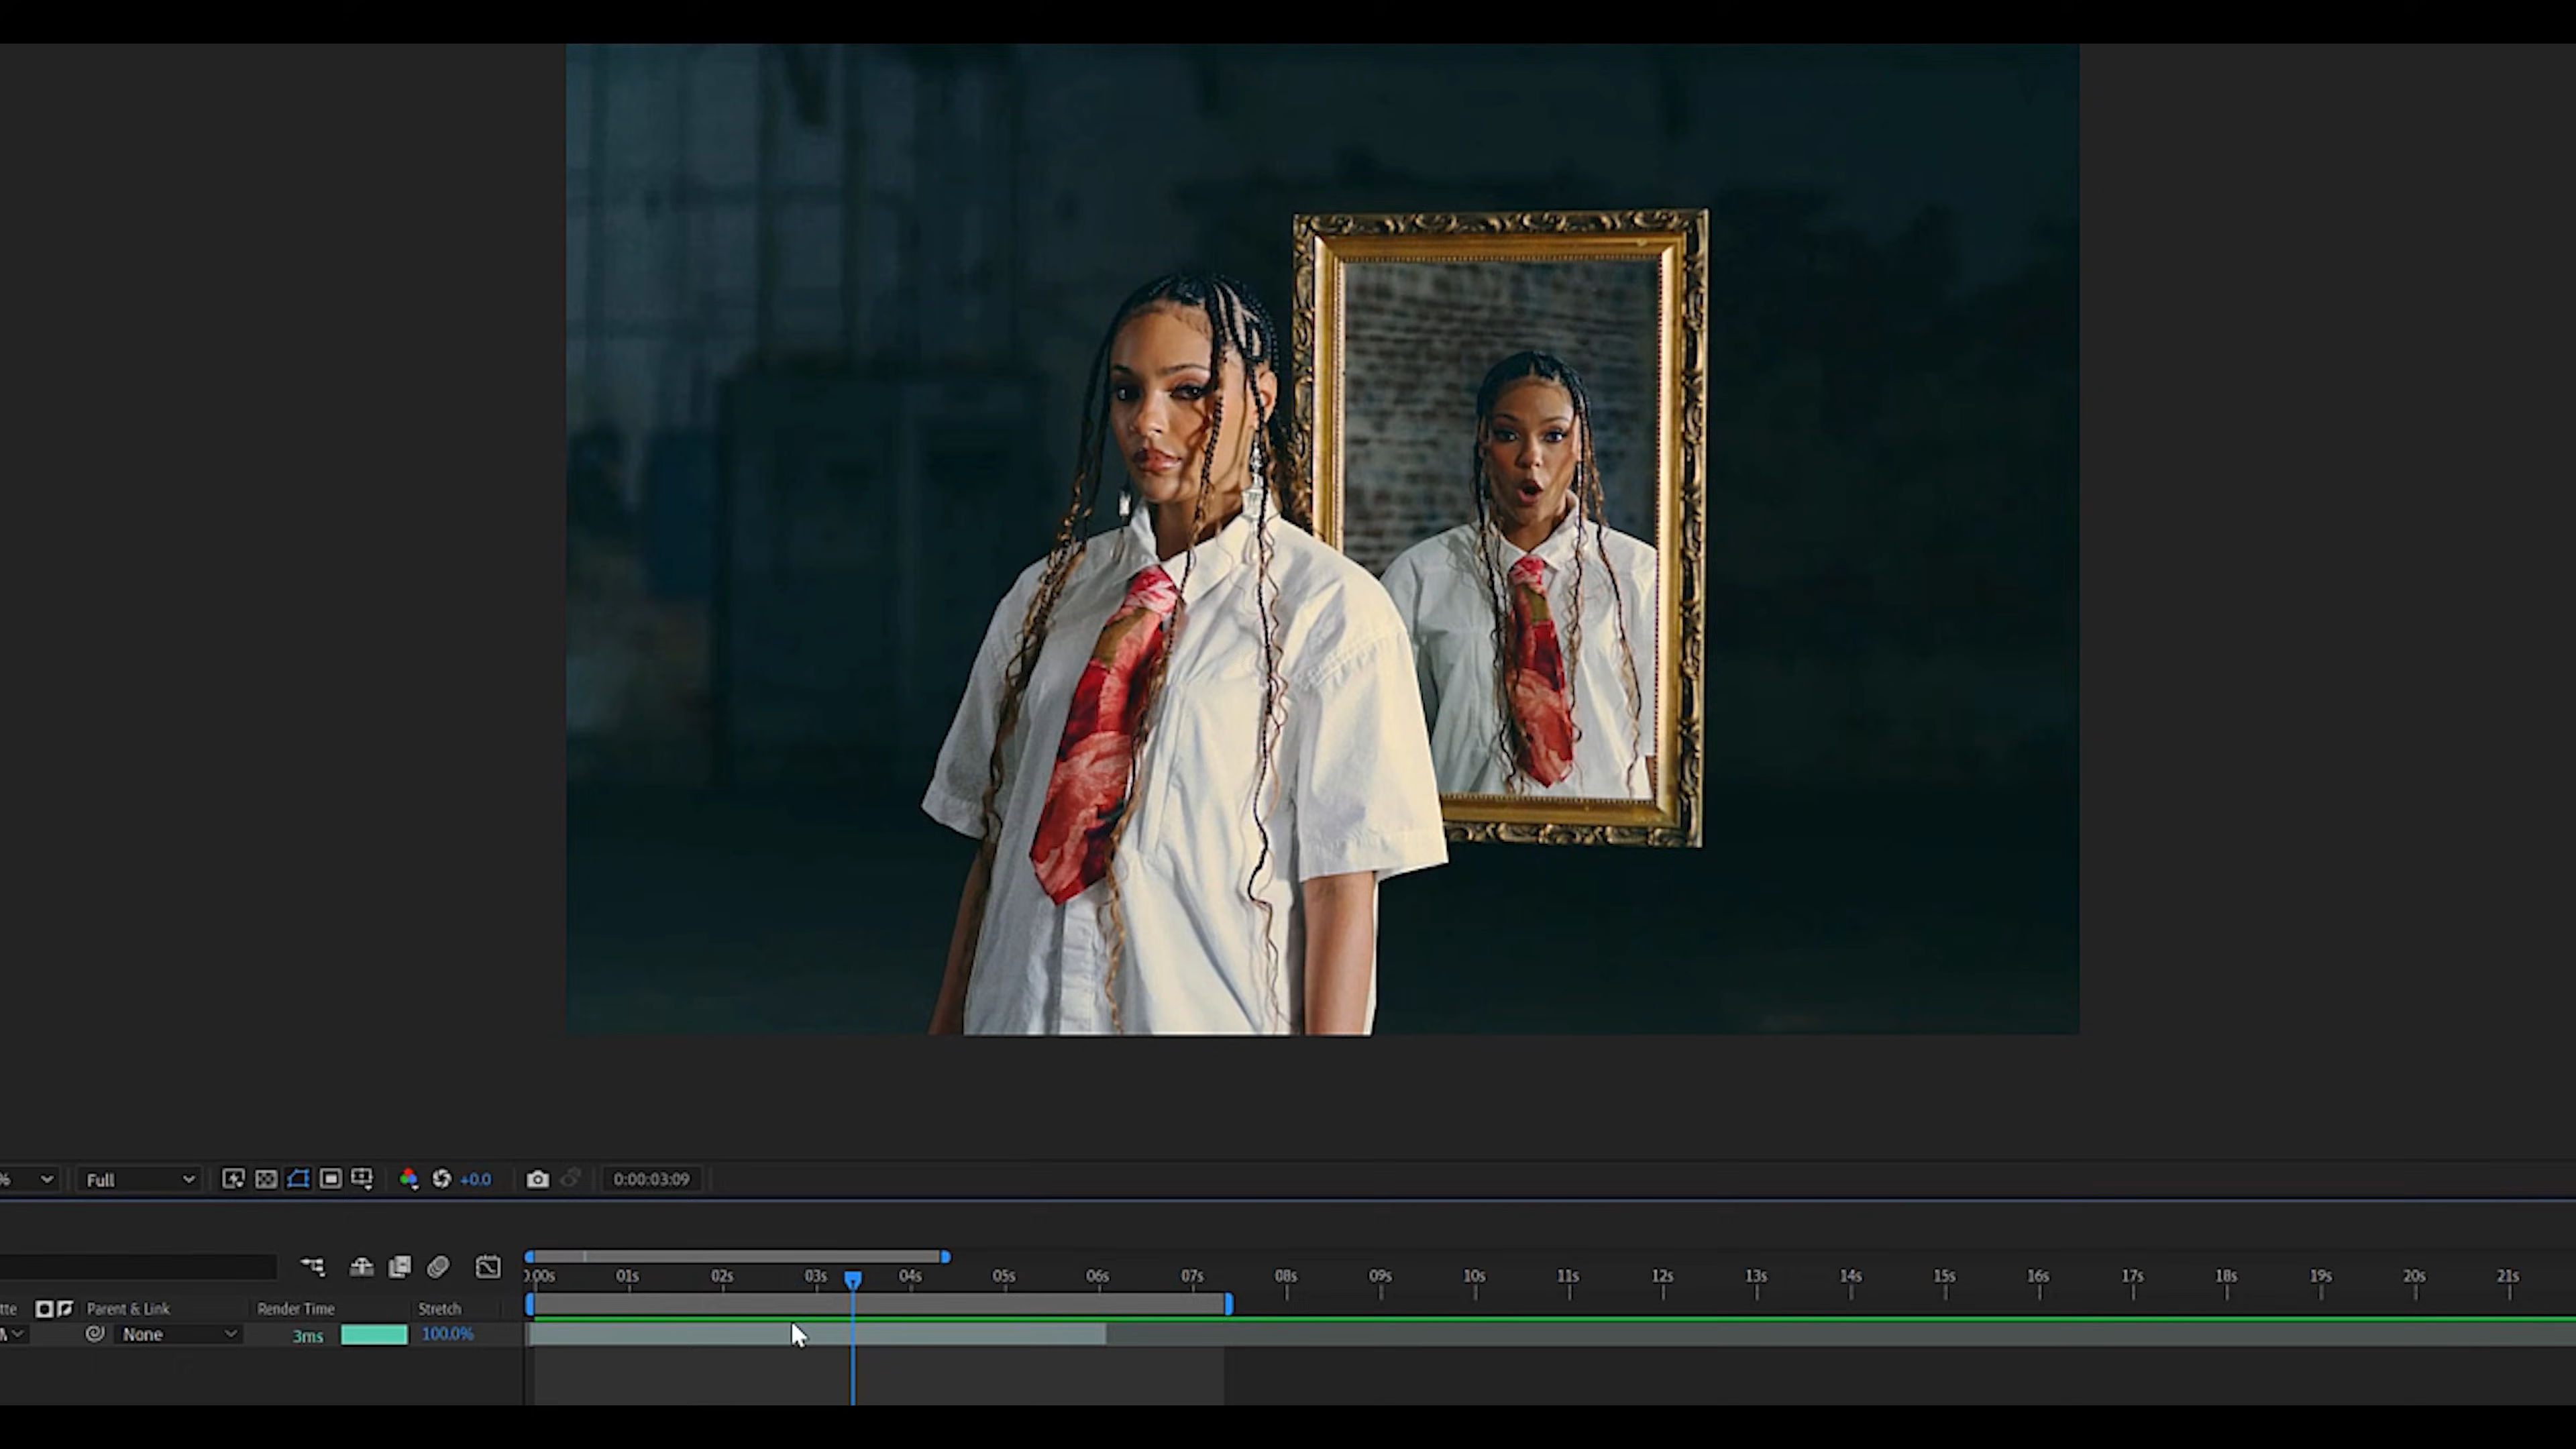 %
Full
+0.0
0:00:03:09
0:00s 01s 02s 03s 04s 05s 06s 07s 08s 09s 10s 11s 12s 13s 14s 15s 16s 17s 18s 19s 20s 21s
tte Parent & Link Render Time Stretch
None 3ms 100.0%